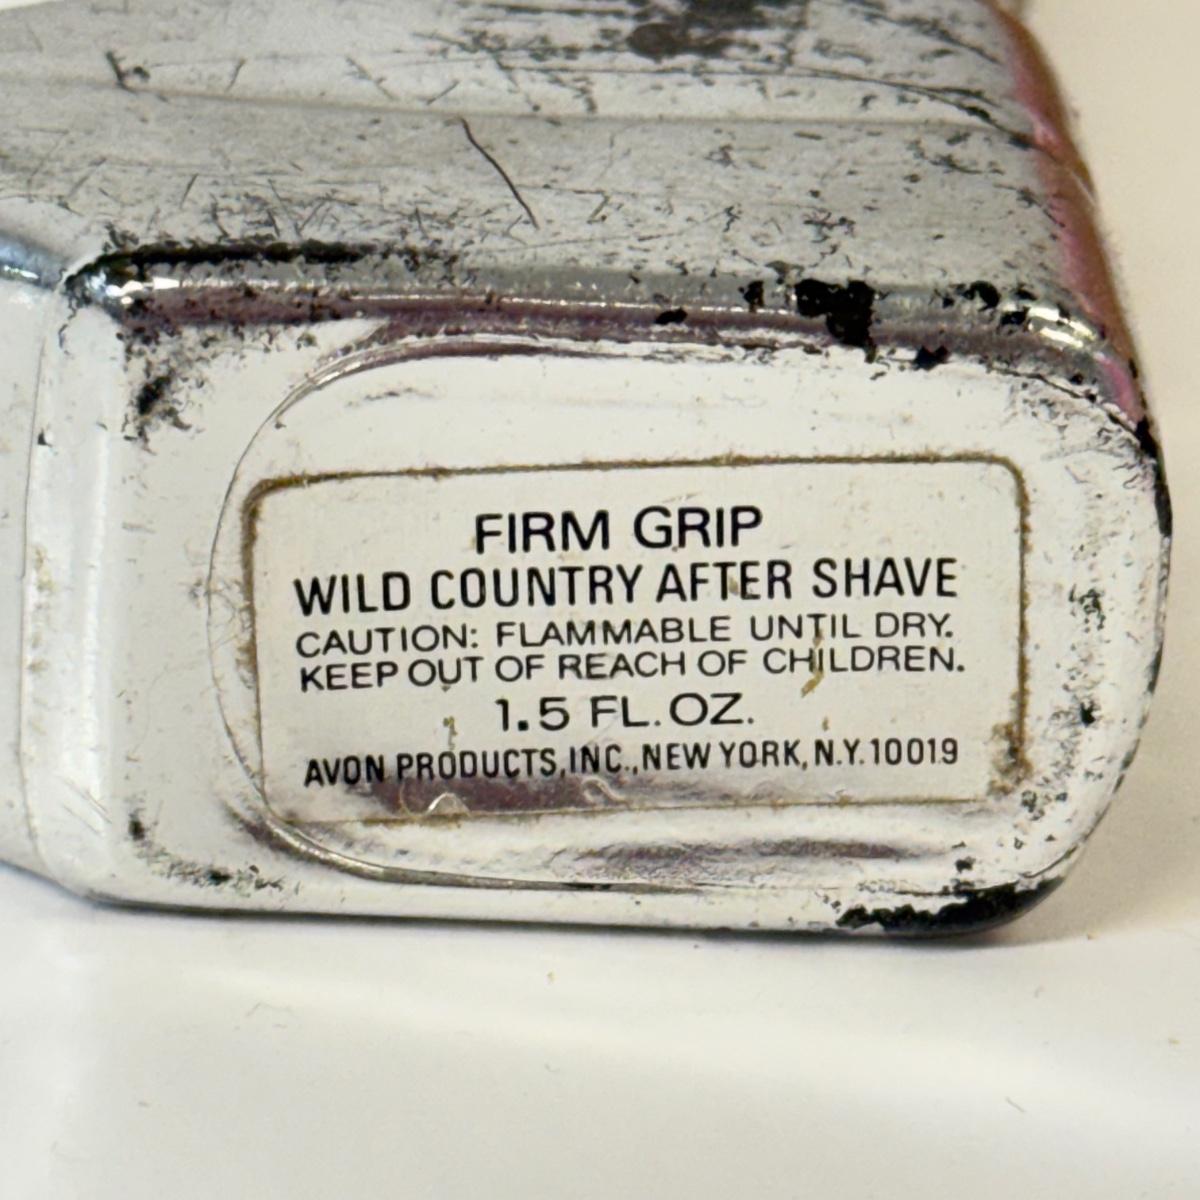 FIRM GRIP
WILD COUNTRY AFTER SHAVE
CAUTION: FLAMMABLE UNTIL DRY.
KEEP OUT OF REACH OF CHILDREN.
1.5 FL. OZ.
AVON PRODUCTS, INC., NEW YORK, N.Y. 10019